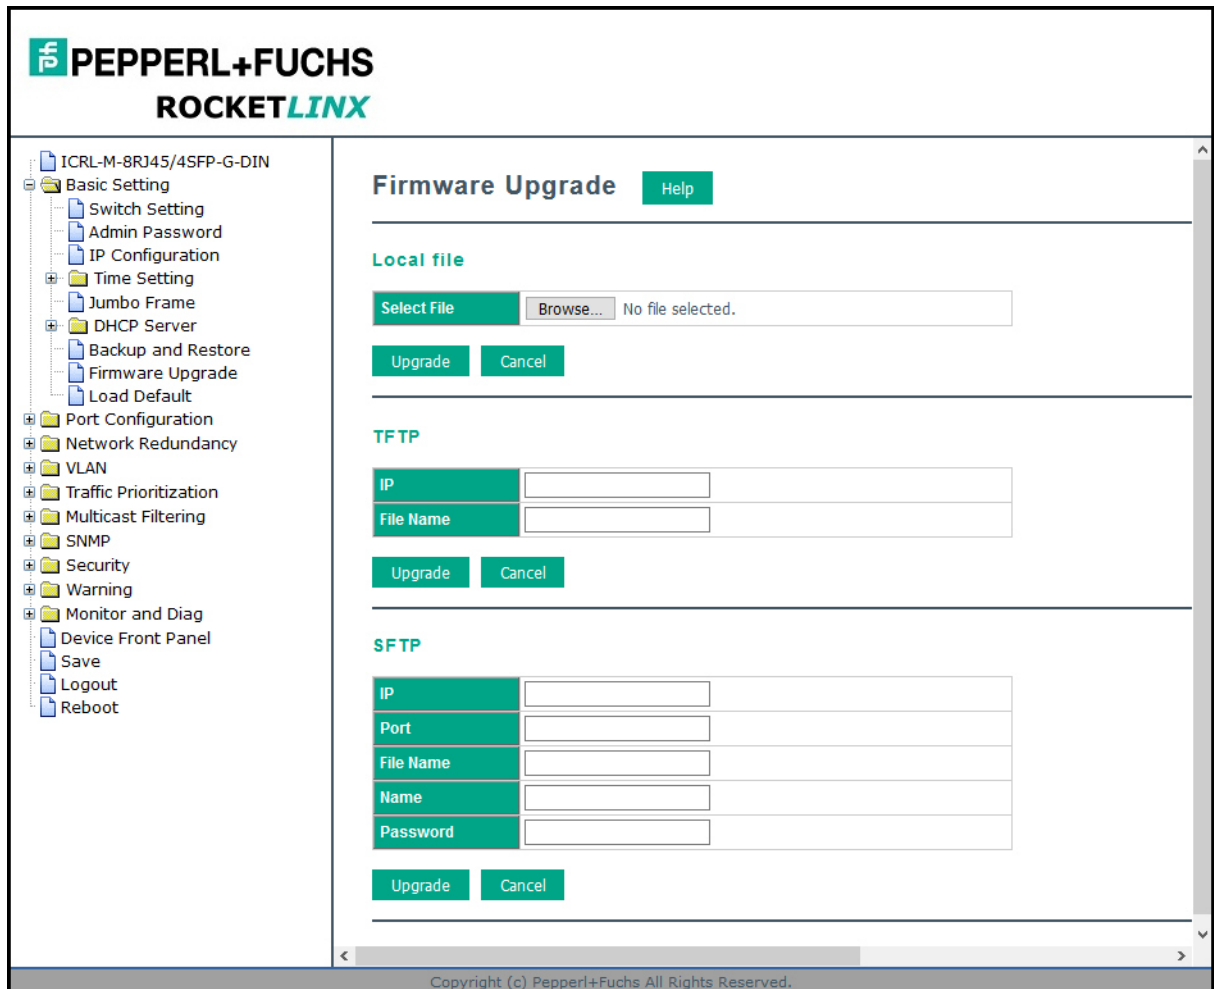 PEPPERL+FUCHS
ROCKETLINX
ICRL-M-8RJ45/4SFP-G-DIN
Basic Setting
Switch Setting
Admin Password
IP Configuration
Time Setting
Jumbo Frame
DHCP Server
Backup and Restore
Firmware Upgrade
Load Default
Port Configuration
Network Redundancy
VLAN
Traffic Prioritization
Multicast Filtering
SNMP
Security
Warning
Monitor and Diag
Device Front Panel
Save
Logout
Reboot
Firmware Upgrade Help
Local file
Select File Browse... No file selected.
Upgrade Cancel
TFTP
IP
File Name
Upgrade Cancel
SFTP
IP
Port
File Name
Name
Password
Upgrade Cancel
Copyright (c) Pepperl+Fuchs All Rights Reserved.